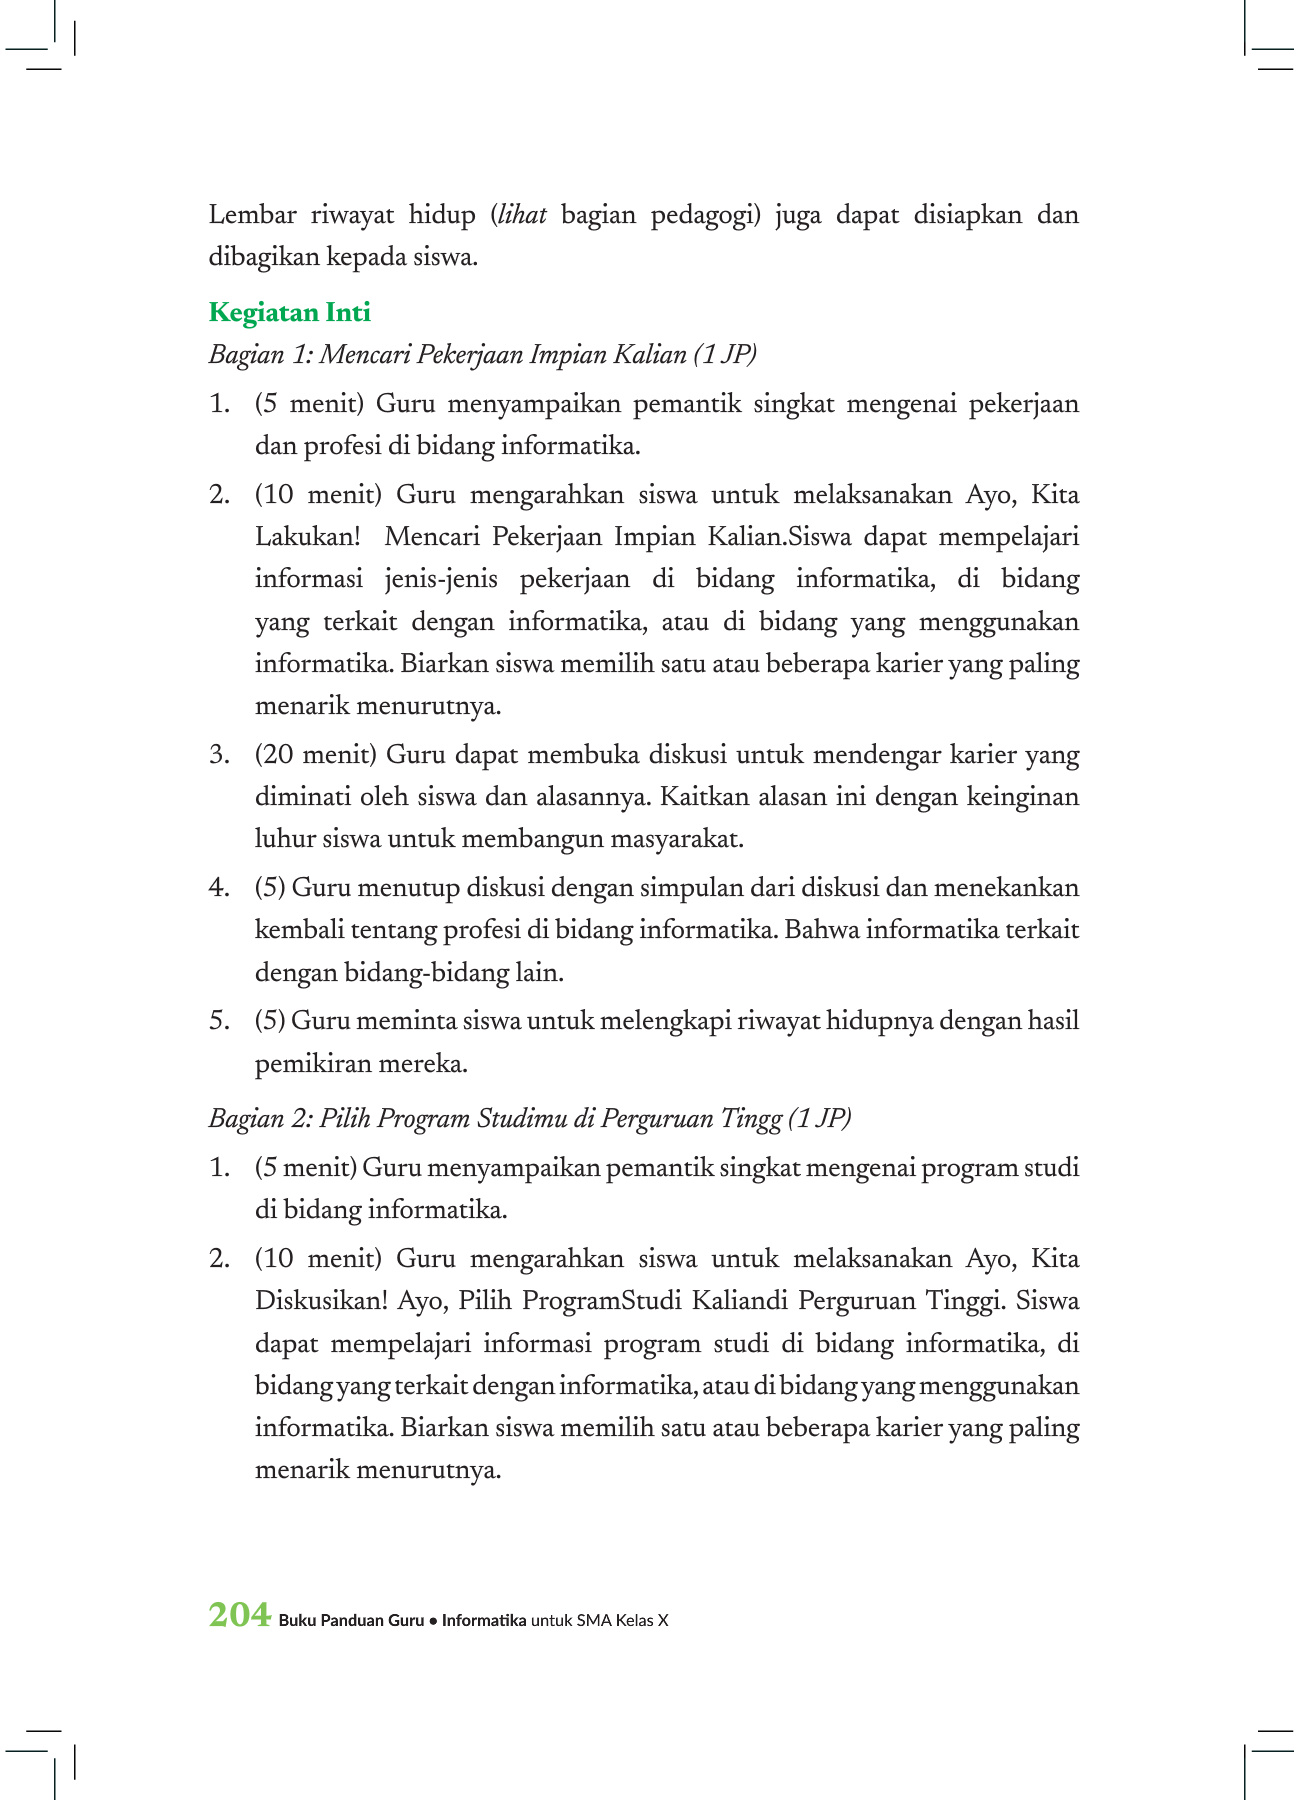 Lembar riwayat hidup (lihat bagian pedagogi) juga dapat disiapkan dan
dibagikan kepada siswa.
Kegiatan Inti
Bagian 1: Mencari Pekerjaan Impian Kalian (1 JP)
1. (5 menit) Guru menyampaikan pemantik singkat mengenai pekerjaan
dan profesi di bidang informatika.
2. (10 menit) Guru mengarahkan siswa untuk melaksanakan Ayo, Kita
Lakukan! Mencari Pekerjaan Impian Kalian.Siswa dapat mempelajari
informasi jenis-jenis pekerjaan di bidang informatika, di bidang
yang terkait dengan informatika, atau di bidang yang menggunakan
informatika. Biarkan siswa memilih satu atau beberapa karier yang paling
menarik menurutnya.
3. (20 menit) Guru dapat membuka diskusi untuk mendengar karier yang
diminati oleh siswa dan alasannya. Kaitkan alasan ini dengan keinginan
luhur siswa untuk membangun masyarakat.
4. (5) Guru menutup diskusi dengan simpulan dari diskusi dan menekankan
kembali tentang profesi di bidang informatika. Bahwa informatika terkait
dengan bidang-bidang lain.
5. (5) Guru meminta siswa untuk melengkapi riwayat hidupnya dengan hasil
pemikiran mereka.
Bagian 2: Pilih Program Studimu di Perguruan Tingg (1 JP)
1. (5 menit) Guru menyampaikan pemantik singkat mengenai program studi
di bidang informatika.
2. (10 menit) Guru mengarahkan siswa untuk melaksanakan Ayo, Kita
Diskusikan! Ayo, Pilih ProgramStudi Kaliandi Perguruan Tinggi. Siswa
dapat mempelajari informasi program studi di bidang informatika, di
bidang yang terkait dengan informatika, atau di bidang yang menggunakan
informatika. Biarkan siswa memilih satu atau beberapa karier yang paling
menarik menurutnya.
204 Buku Panduan Guru • Informatika untuk SMA Kelas X